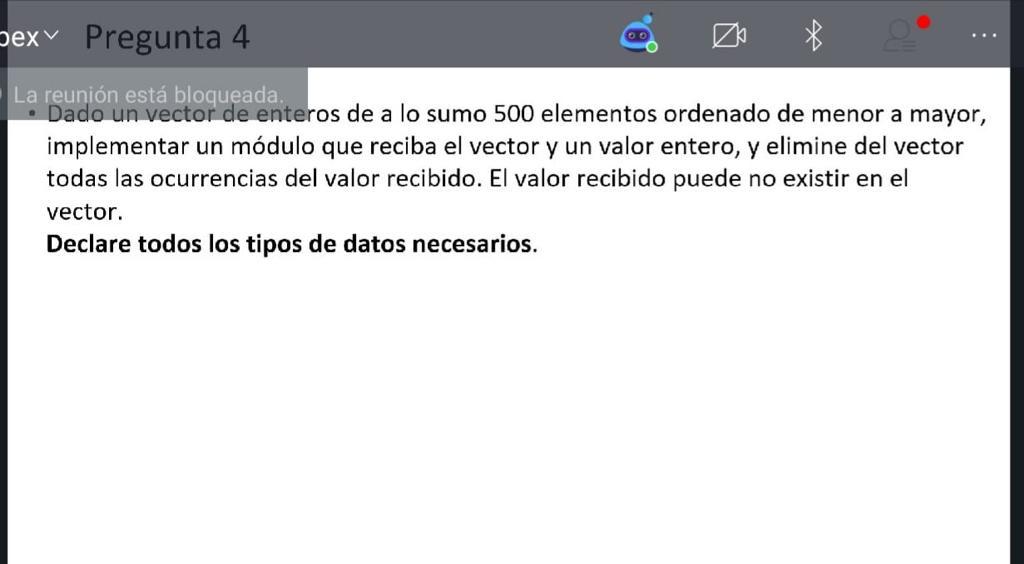 Pregunta 4
La reunión está bloqueada.
• Dado un vector de enteros de a lo sumo 500 elementos ordenado de menor a mayor,
implementar un módulo que reciba el vector y un valor entero, y elimine del vector
todas las ocurrencias del valor recibido. El valor recibido puede no existir en el
vector.
Declare todos los tipos de datos necesarios.